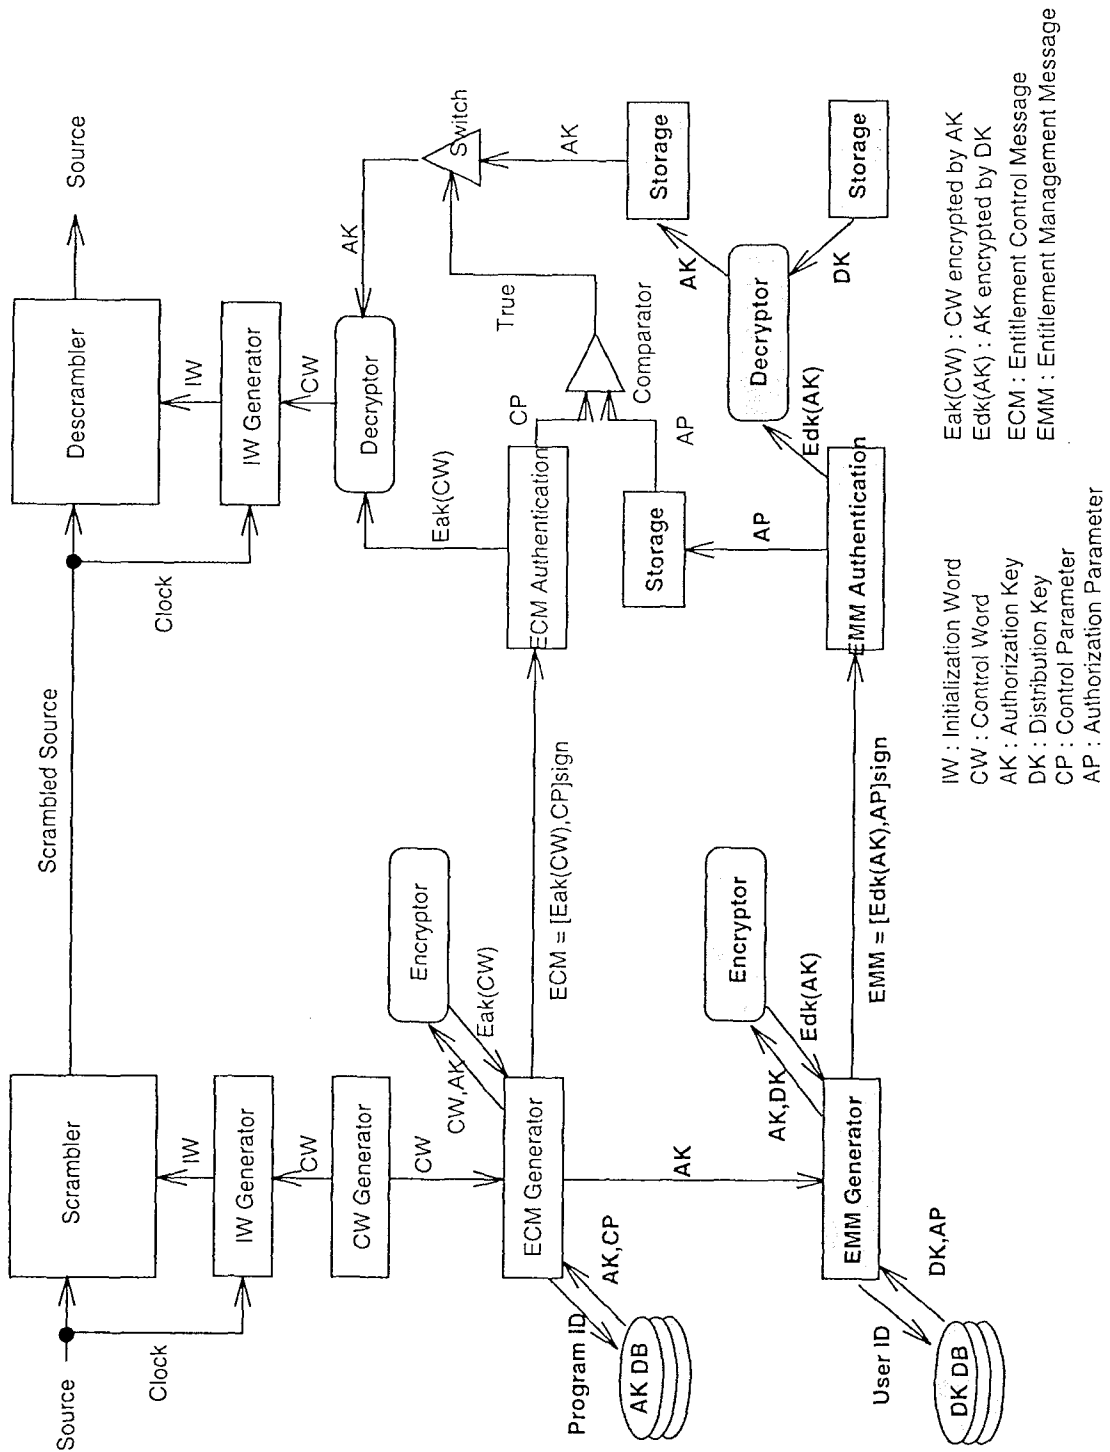 Source
Clock
Scrambler
IW
IW Generator
CW
CW Generator
CW
ECM Generator
CW,AK
Eak(CW)
Encryptor
Program ID
AK,CP
AK DB
AK
EMM Generator
AK,DK
Edk(AK)
Encryptor
User ID
DK,AP
DK DB
Scrambled Source
ECM = [Eak(CW),CP]sign
EMM = [Edk(AK),AP]sign
Clock
Descrambler
Source
IW
IW Generator
CW
Decryptor
AK
Switch
Eak(CW)
ECM Authentication
CP
True
Comparator
AP
Storage
AP
EMM Authentication
Edk(AK)
Decryptor
AK
Storage
AK
DK
Storage
IW : Initialization Word
CW : Control Word
AK : Authorization Key
DK : Distribution Key
CP : Control Parameter
AP : Authorization Parameter
Eak(CW) : CW encrypted by AK
Edk(AK) : AK encrypted by DK
ECM : Entitlement Control Message
EMM : Entitlement Management Message